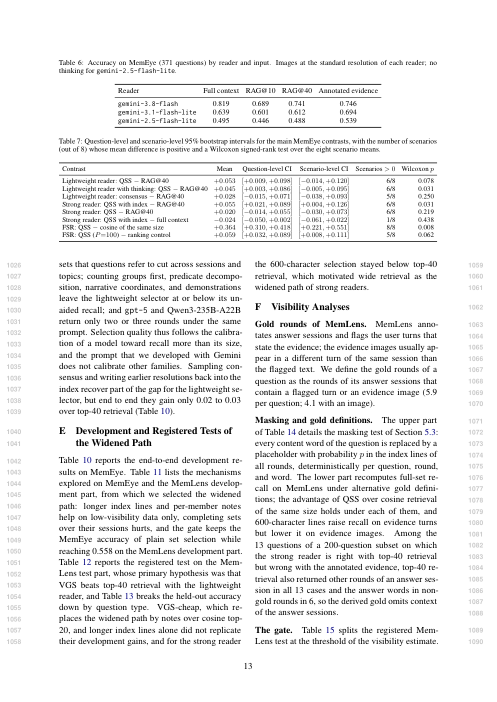 Table 6: Accuracy on MemEye (371 questions) by reader and input. Images at the standard resolution of each reader; no
thinking for gemini-2.5-flash-lite.
Reader Full context RAG@10 RAG@40 Annotated evidence
gemini-3.8-flash 0.819 0.689 0.741 0.746
gemini-3.1-flash-lite 0.639 0.601 0.612 0.694
gemini-2.5-flash-lite 0.495 0.446 0.488 0.539
Table 7: Question-level and scenario-level 95% bootstrap intervals for the main MemEye contrasts, with the number of scenarios
(out of 8) whose mean difference is positive and a Wilcoxon signed-rank test over the eight scenario means.
Contrast Mean Question-level CI Scenario-level CI Scenarios > 0 Wilcoxon p
Lightweight reader: QSS − RAG@40 +0.053 [+0.009, +0.098] [−0.014, +0.120] 6/8 0.078
Lightweight reader with thinking: QSS − RAG@40 +0.045 [+0.003, +0.086] [−0.005, +0.095] 6/8 0.031
Lightweight reader: consensus − RAG@40 +0.028 [−0.015, +0.071] [−0.038, +0.093] 5/8 0.250
Strong reader: QSS with index − RAG@40 +0.055 [+0.021, +0.089] [+0.004, +0.126] 6/8 0.031
Strong reader: QSS − RAG@40 +0.020 [−0.014, +0.055] [−0.030, +0.073] 6/8 0.219
Strong reader: QSS with index − full context −0.024 [−0.050, −0.002] [−0.061, +0.022] 1/8 0.438
FSR: QSS − cosine of the same size +0.364 [+0.310, +0.418] [+0.221, +0.551] 8/8 0.008
FSR: QSS (P=100) − ranking control +0.059 [+0.032, +0.089] [+0.008, +0.111] 5/8 0.062
1026 sets that questions refer to cut across sessions and
1027 topics; counting groups first, predicate decompo-
1028 sition, narrative coordinates, and demonstrations
1029 leave the lightweight selector at or below its un-
1030 aided recall; and gpt-5 and Qwen3-235B-A22B
1031 return only two or three rounds under the same
1032 prompt. Selection quality thus follows the calibra-
1033 tion of a model toward recall more than its size,
1034 and the prompt that we developed with Gemini
1035 does not calibrate other families. Sampling con-
1036 sensus and writing earlier resolutions back into the
1037 index recover part of the gap for the lightweight se-
1038 lector, but end to end they gain only 0.02 to 0.03
1039 over top-40 retrieval (Table 10).
1040 E Development and Registered Tests of
1041 the Widened Path
1042 Table 10 reports the end-to-end development re-
1043 sults on MemEye. Table 11 lists the mechanisms
1044 explored on MemEye and the MemLens develop-
1045 ment part, from which we selected the widened
1046 path: longer index lines and per-member notes
1047 help on low-visibility data only, completing sets
1048 over their sessions hurts, and the gate keeps the
1049 MemEye accuracy of plain set selection while
1050 reaching 0.558 on the MemLens development part.
1051 Table 12 reports the registered test on the Mem-
1052 Lens test part, whose primary hypothesis was that
1053 VGS beats top-40 retrieval with the lightweight
1054 reader, and Table 13 breaks the held-out accuracy
1055 down by question type. VGS-cheap, which re-
1056 places the widened path by notes over cosine top-
1057 20, and longer index lines alone did not replicate
1058 their development gains, and for the strong reader
the 600-character selection stayed below top-40 1059
retrieval, which motivated wide retrieval as the 1060
widened path of strong readers. 1061
F Visibility Analyses 1062
Gold rounds of MemLens. MemLens anno- 1063
tates answer sessions and flags the user turns that 1064
state the evidence; the evidence images usually ap- 1065
pear in a different turn of the same session than 1066
the flagged text. We define the gold rounds of a 1067
question as the rounds of its answer sessions that 1068
contain a flagged turn or an evidence image (5.9 1069
per question; 4.1 with an image). 1070
Masking and gold definitions. The upper part 1071
of Table 14 details the masking test of Section 5.3: 1072
every content word of the question is replaced by a 1073
placeholder with probability p in the index lines of 1074
all rounds, deterministically per question, round, 1075
and word. The lower part recomputes full-set re- 1076
call on MemLens under alternative gold defini- 1077
tions; the advantage of QSS over cosine retrieval 1078
of the same size holds under each of them, and 1079
600-character lines raise recall on evidence turns 1080
but lower it on evidence images. Among the 1081
13 questions of a 200-question subset on which 1082
the strong reader is right with top-40 retrieval 1083
but wrong with the annotated evidence, top-40 re- 1084
trieval also returned other rounds of an answer ses- 1085
sion in all 13 cases and the answer words in non- 1086
gold rounds in 6, so the derived gold omits context 1087
of the answer sessions. 1088
The gate. Table 15 splits the registered Mem- 1089
Lens test at the threshold of the visibility estimate. 1090
13